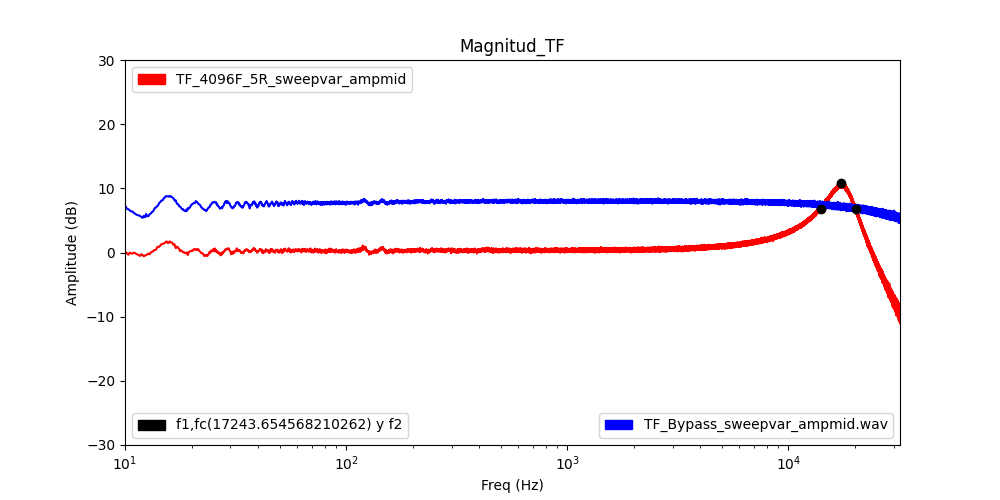 Magnitud_TF
TF_4096F_5R_sweepvar_ampmid
30
20
10
0
−10
−20
−30
Amplitude (dB)
f1,fc(17243.654568210262) y f2
TF_Bypass_sweepvar_ampmid.wav
10¹
10²
10³
10⁴
Freq (Hz)